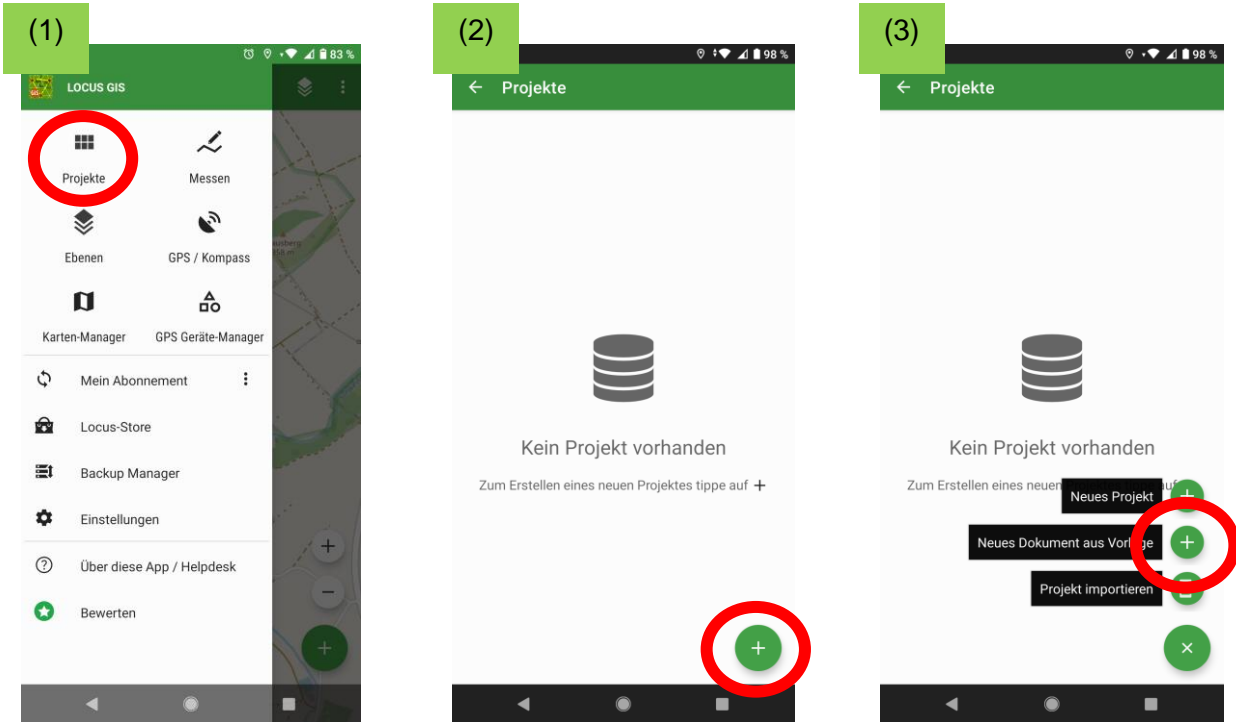 (1)
83 %
LOCUS GIS
Projekte
Messen
Ebenen
GPS / Kompass
Karten-Manager
GPS Geräte-Manager
Mein Abonnement
Locus-Store
Backup Manager
Einstellungen
Über diese App / Helpdesk
Bewerten
(2)
98 %
Projekte
Kein Projekt vorhanden
Zum Erstellen eines neuen Projektes tippe auf +
(3)
98 %
Projekte
Kein Projekt vorhanden
Zum Erstellen eines neuen
Neues Projekt
Neues Dokument aus Vorlage
Projekt importieren